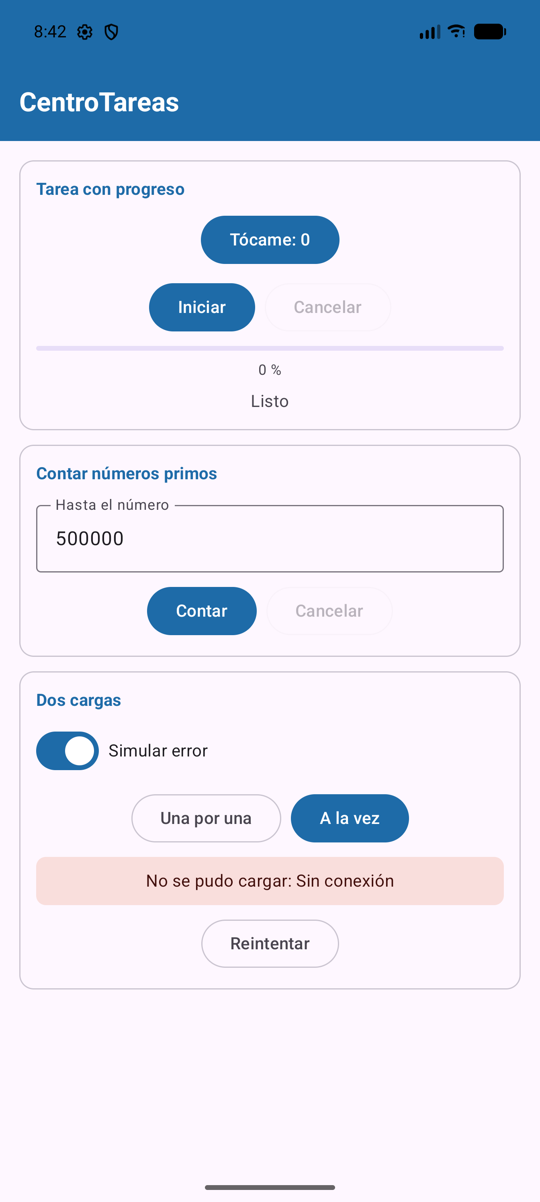 8:42
CentroTareas
Tarea con progreso
Tócame: 0
Iniciar Cancelar
0 %
Listo
Contar números primos
Hasta el número
500000
Contar Cancelar
Dos cargas
Simular error
Una por una A la vez
No se pudo cargar: Sin conexión
Reintentar